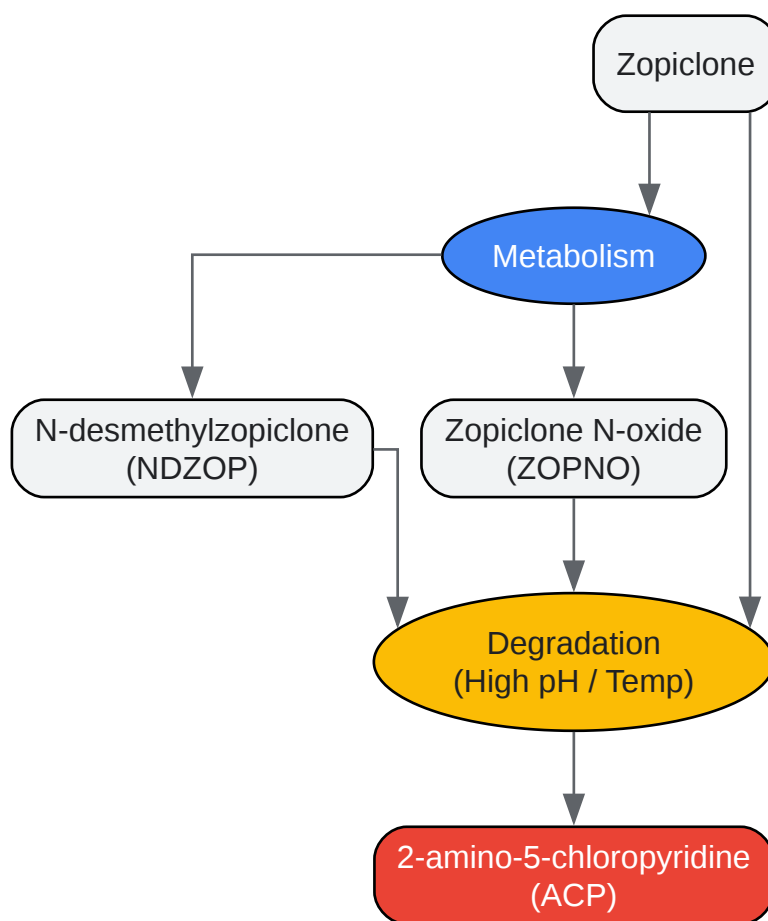 Zopiclone
Metabolism
N-desmethylzopiclone
(NDZOP)
Zopiclone N-oxide
(ZOPNO)
Degradation
(High pH / Temp)
2-amino-5-chloropyridine
(ACP)